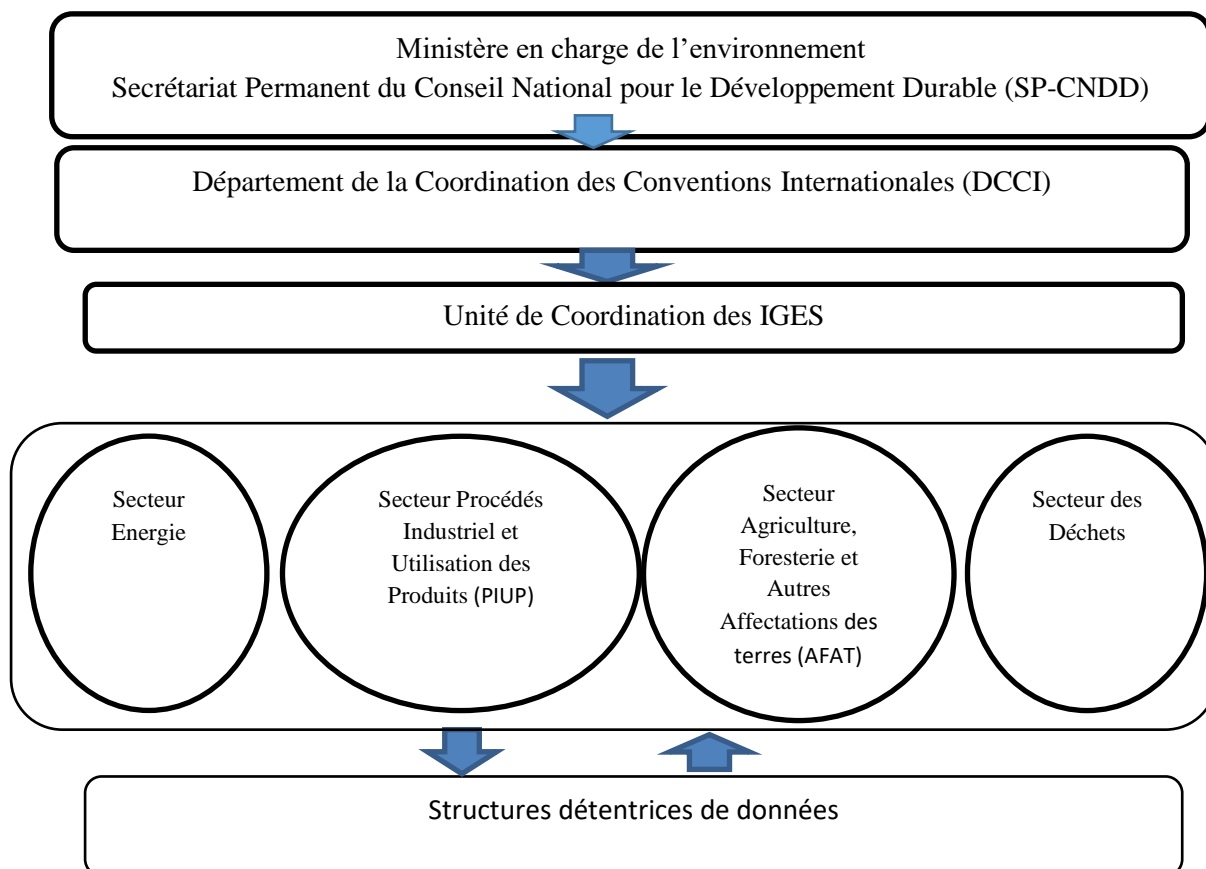 Ministère en charge de l’environnement
Secrétariat Permanent du Conseil National pour le Développement Durable (SP-CNDD)
Département de la Coordination des Conventions Internationales (DCCI)
Unité de Coordination des IGES
Secteur
Energie
Secteur Procédés
Industriel et
Utilisation des
Produits (PIUP)
Secteur
Agriculture,
Foresterie et
Autres
Affectations des
terres (AFAT)
Secteur des
Déchets
Structures détentrices de données